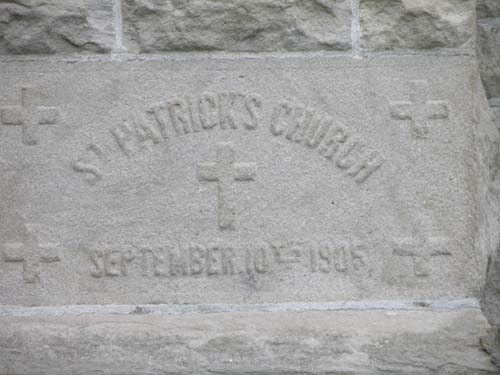 ST PATRICK'S CHURCH
SEPTEMBER 10TH 1905